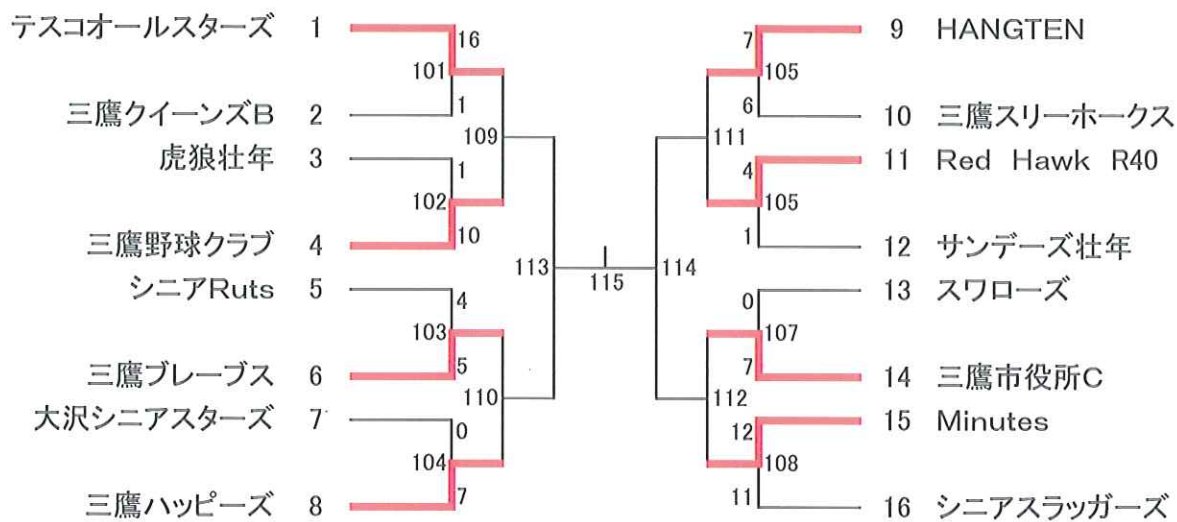 テスコオールスターズ 1
16
101
1
三鷹クイーンズB 2
109
虎狼壮年 3
1
102
10
三鷹野球クラブ 4
113
シニアRuts 5
4
103
5
三鷹ブレーブス 6
110
大沢シニアスターズ 7
0
104
7
三鷹ハッピーズ 8
115
9 HANGTEN
7
105
6
10 三鷹スリーホークス
111
11 Red Hawk R40
4
105
1
12 サンデーズ壮年
114
13 スワローズ
0
107
7
14 三鷹市役所C
112
15 Minutes
12
108
11
16 シニアスラッガーズ